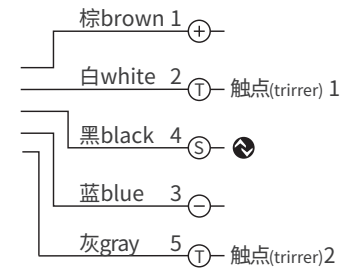 棕brown 1 +
白white 2 T 触点(trirrer) 1
黑black 4 S
蓝blue 3 −
灰gray 5 T 触点(trirrer)2